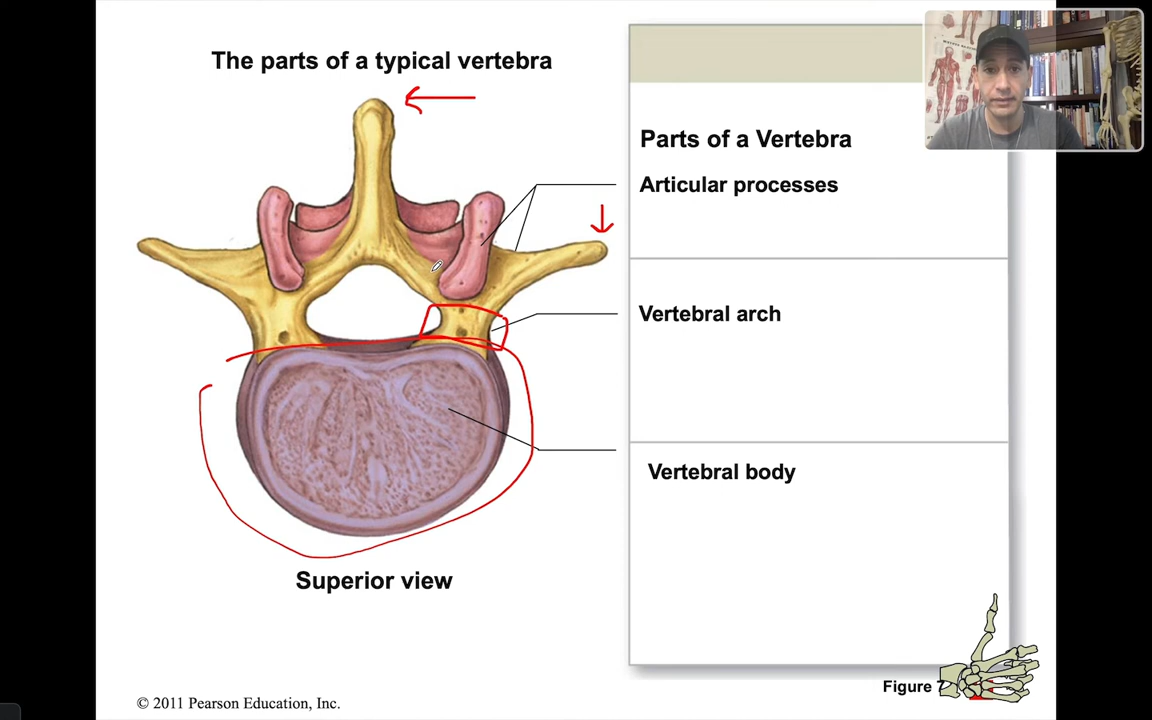 The parts of a typical vertebra
Parts of a Vertebra
Articular processes
Vertebral arch
Vertebral body
Superior view
Figure 7
© 2011 Pearson Education, Inc.